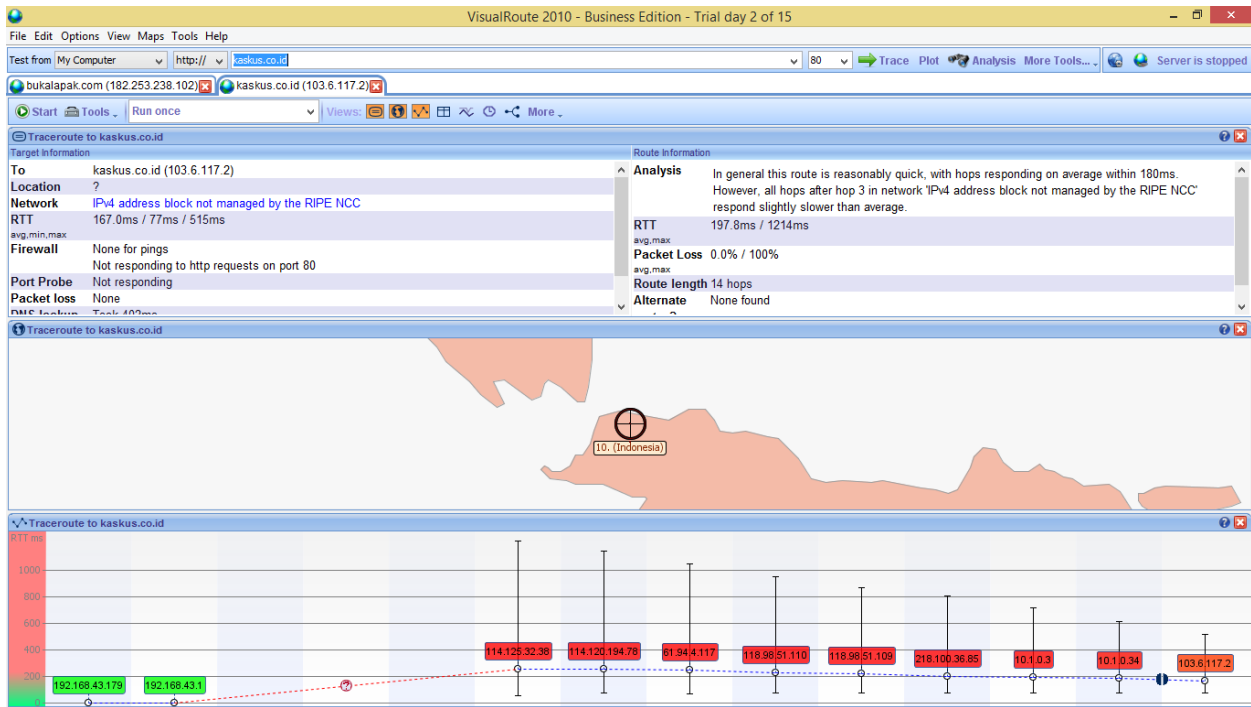 VisualRoute 2010 - Business Edition - Trial day 2 of 15
File Edit Options View Maps Tools Help
Test from My Computer http:// kaskus.co.id 80 Trace Plot Analysis More Tools... Server is stopped
bukalapak.com (182.253.238.102) kaskus.co.id (103.6.117.2)
Start Tools Run once Views: More
Traceroute to kaskus.co.id
Target Information
To kaskus.co.id (103.6.117.2)
Location ?
Network IPv4 address block not managed by the RIPE NCC
RTT 167.0ms / 77ms / 515ms
avg,min,max
Firewall None for pings
Not responding to http requests on port 80
Port Probe Not responding
Packet loss None
DNS lookup Took 402ms
Route Information
Analysis In general this route is reasonably quick, with hops responding on average within 180ms.
However, all hops after hop 3 in network 'IPv4 address block not managed by the RIPE NCC'
respond slightly slower than average.
RTT 197.8ms / 1214ms
avg,max
Packet Loss 0.0% / 100%
avg,max
Route length 14 hops
Alternate None found
Traceroute to kaskus.co.id
10. (Indonesia)
Traceroute to kaskus.co.id
RTT ms
1000
800
600
400
200
0
192.168.43.179 192.168.43.1 ? 114.125.32.38 114.120.194.78 61.94.4.117 118.98.51.110 118.98.51.109 218.100.36.85 10.1.0.3 10.1.0.34 103.6.117.2